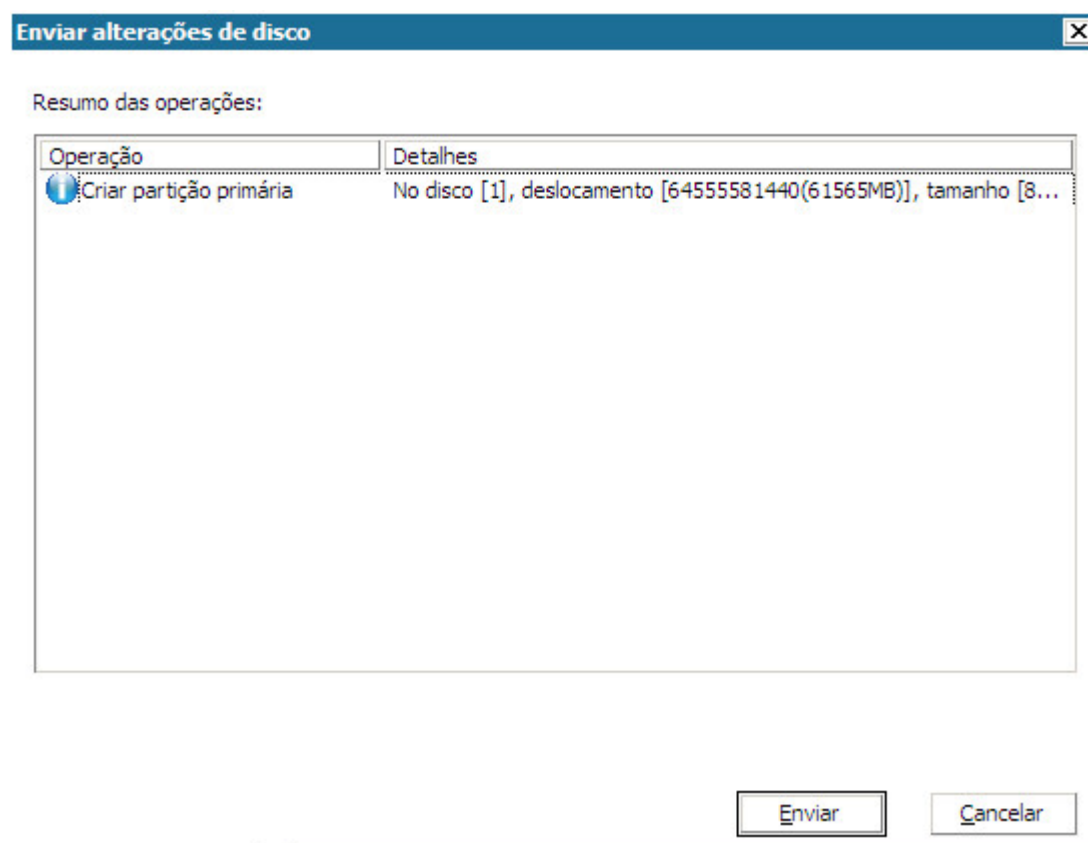 Enviar alterações de disco
Resumo das operações:
Operação Detalhes
Criar partição primária No disco [1], deslocamento [64555581440(61565MB)], tamanho [8...
Enviar Cancelar